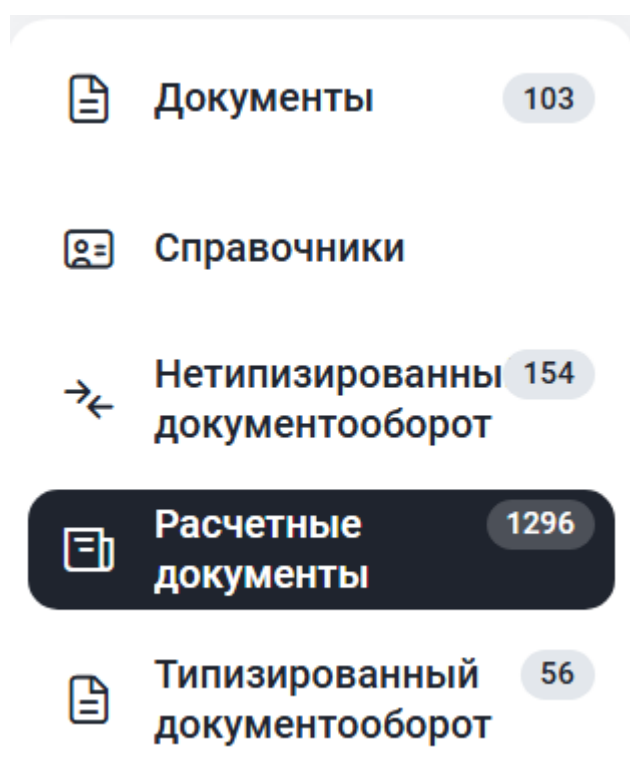 Документы 103
Справочники
Нетипизированны 154
документооборот
Расчетные 1296
документы
Типизированный 56
документооборот